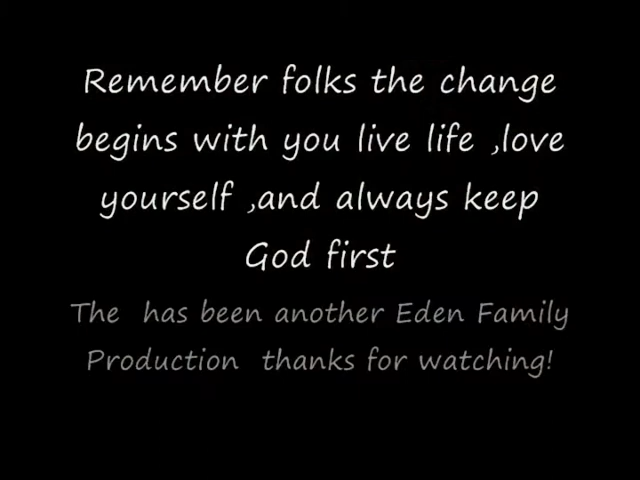 Remember folks the change
begins with you live life ,love
yourself ,and always keep
God first
The  has been another Eden Family
Production  thanks for watching!